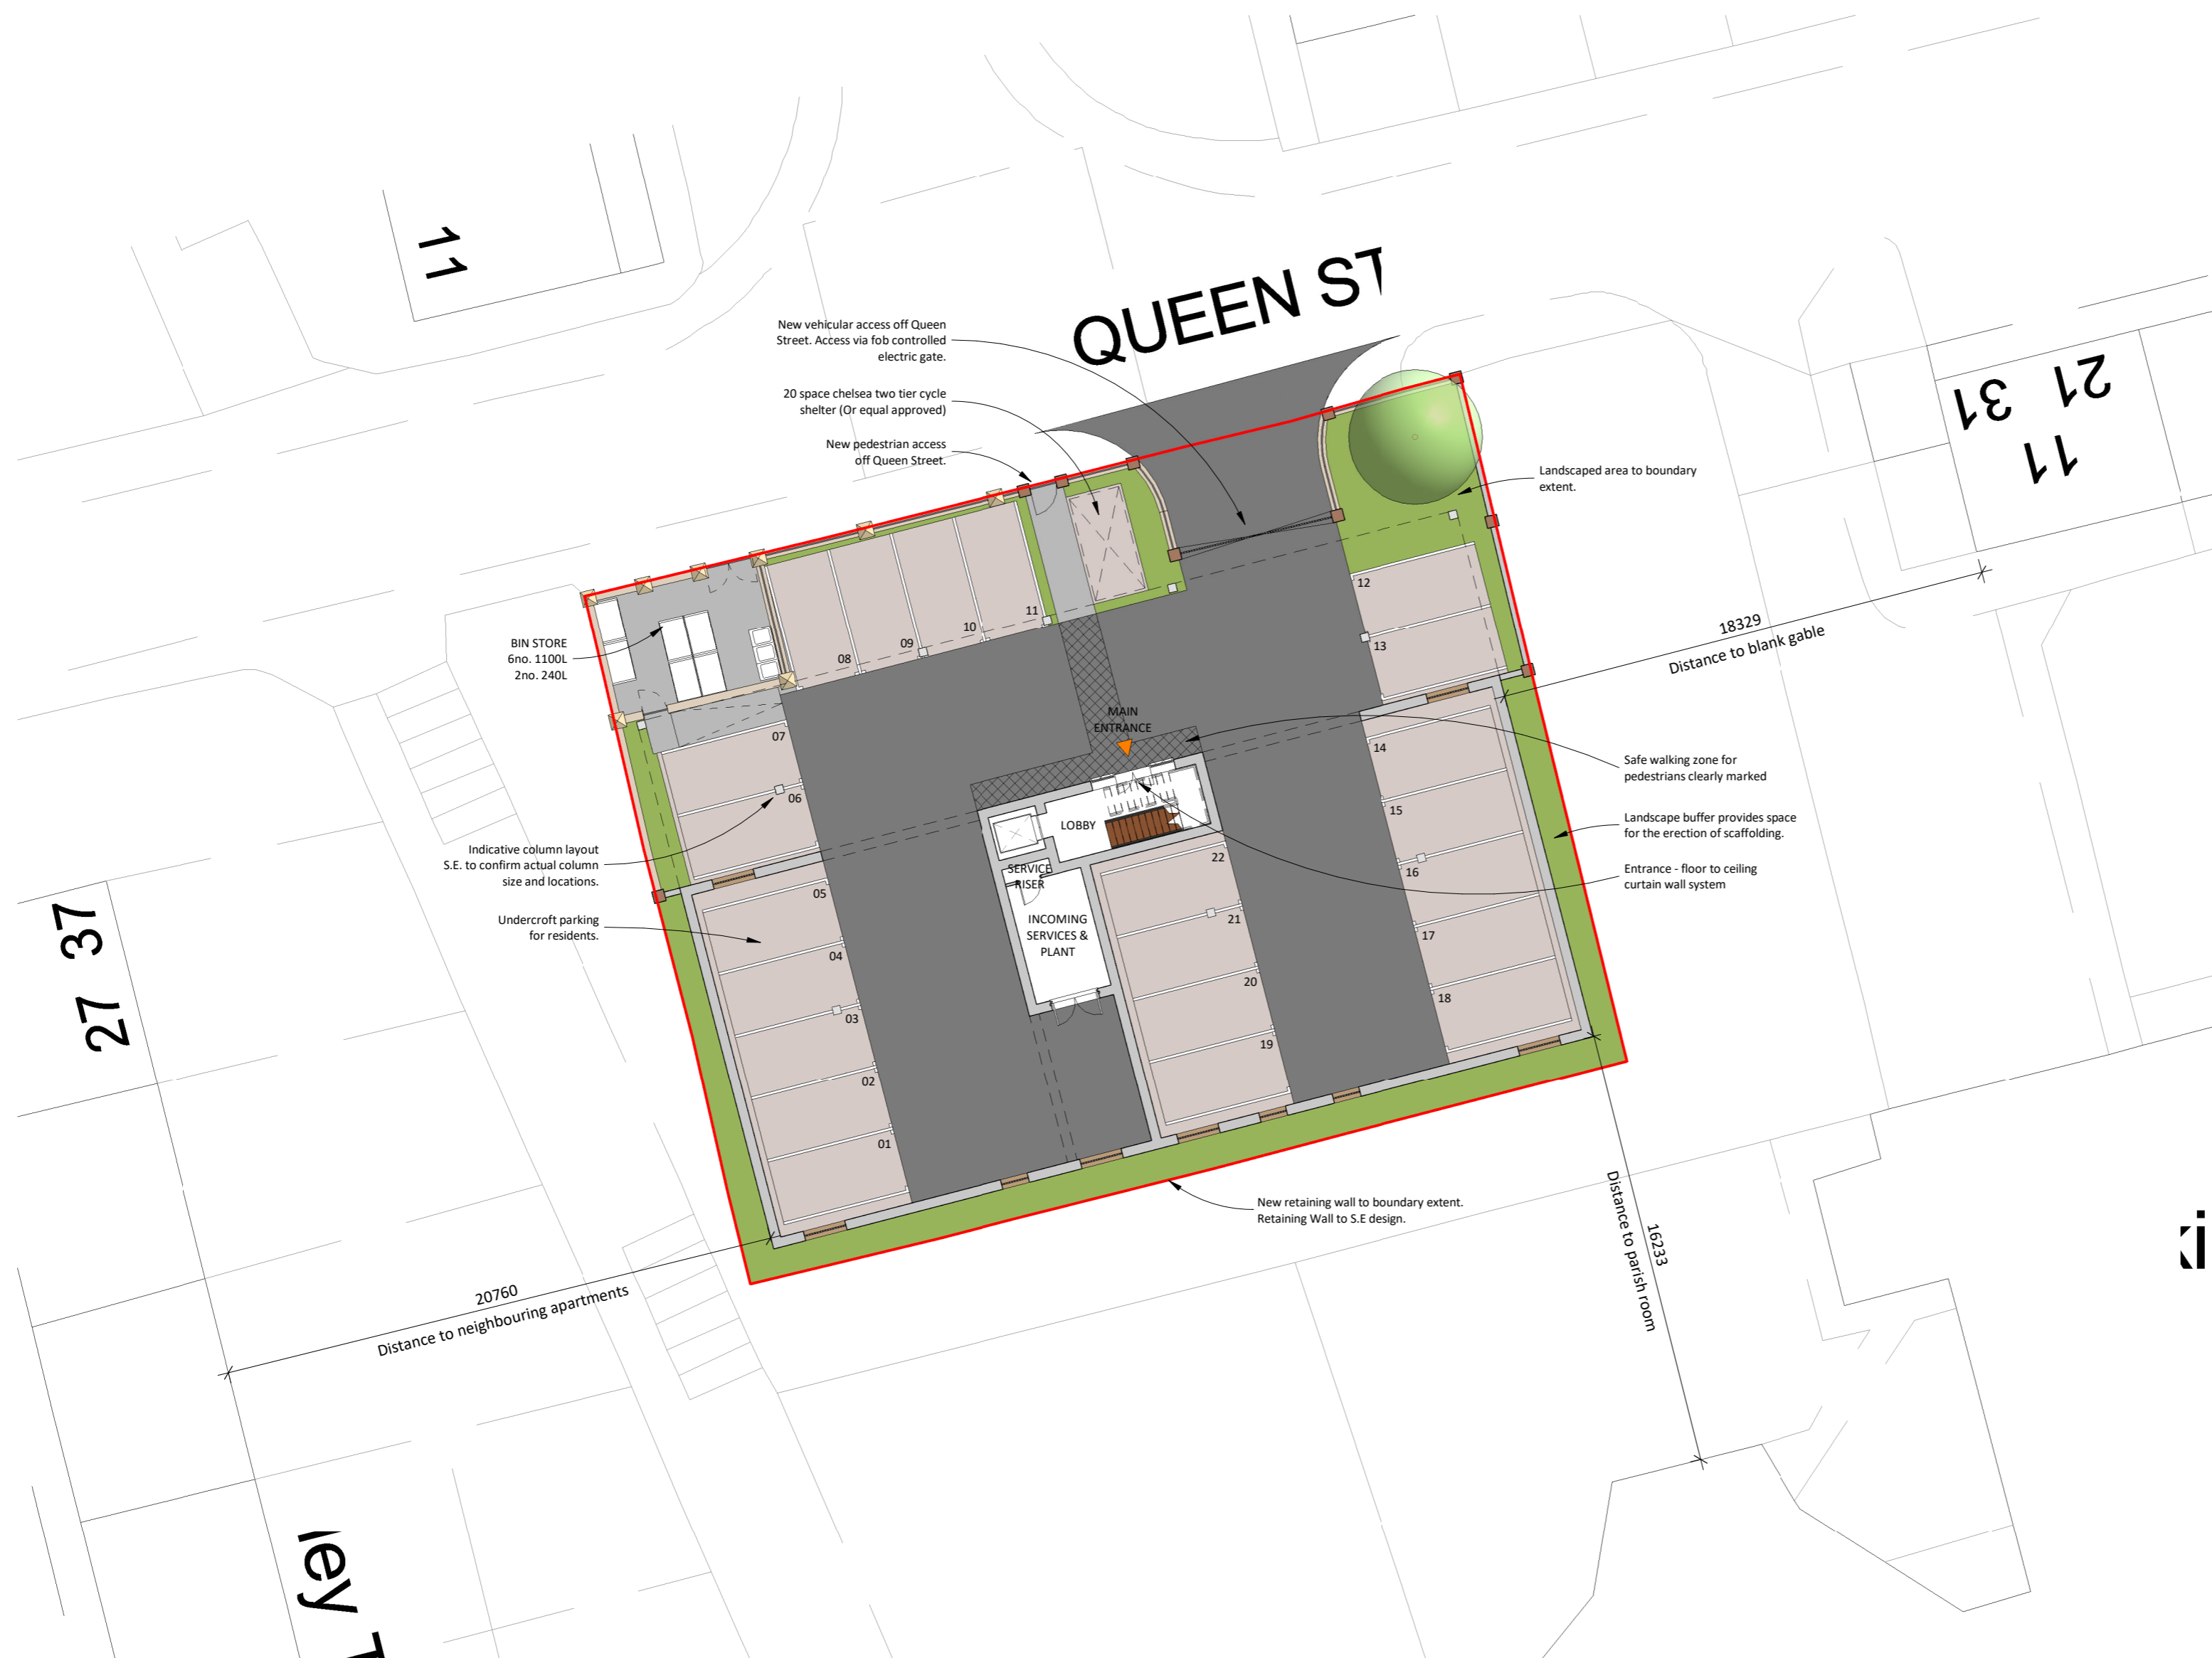 11
QUEEN ST
New vehicular access off Queen
Street. Access via fob controlled
electric gate.
20 space chelsea two tier cycle
shelter (Or equal approved)
New pedestrian access
off Queen Street.
21
31
11
Landscaped area to boundary
extent.
BIN STORE
6no. 1100L
2no. 240L
08
09
10
11
12
13
18329
Distance to blank gable
MAIN
ENTRANCE
07
06
14
15
16
17
18
Safe walking zone for
pedestrians clearly marked
Landscape buffer provides space
for the erection of scaffolding.
Entrance - floor to ceiling
curtain wall system
LOBBY
SERVICE
RISER
INCOMING
SERVICES &
PLANT
22
21
20
19
Indicative column layout
S.E. to confirm actual column
size and locations.
Undercroft parking
for residents.
05
04
03
02
01
27 37
New retaining wall to boundary extent.
Retaining Wall to S.E design.
20760
Distance to neighbouring apartments
16233
Distance to parish room
ley T